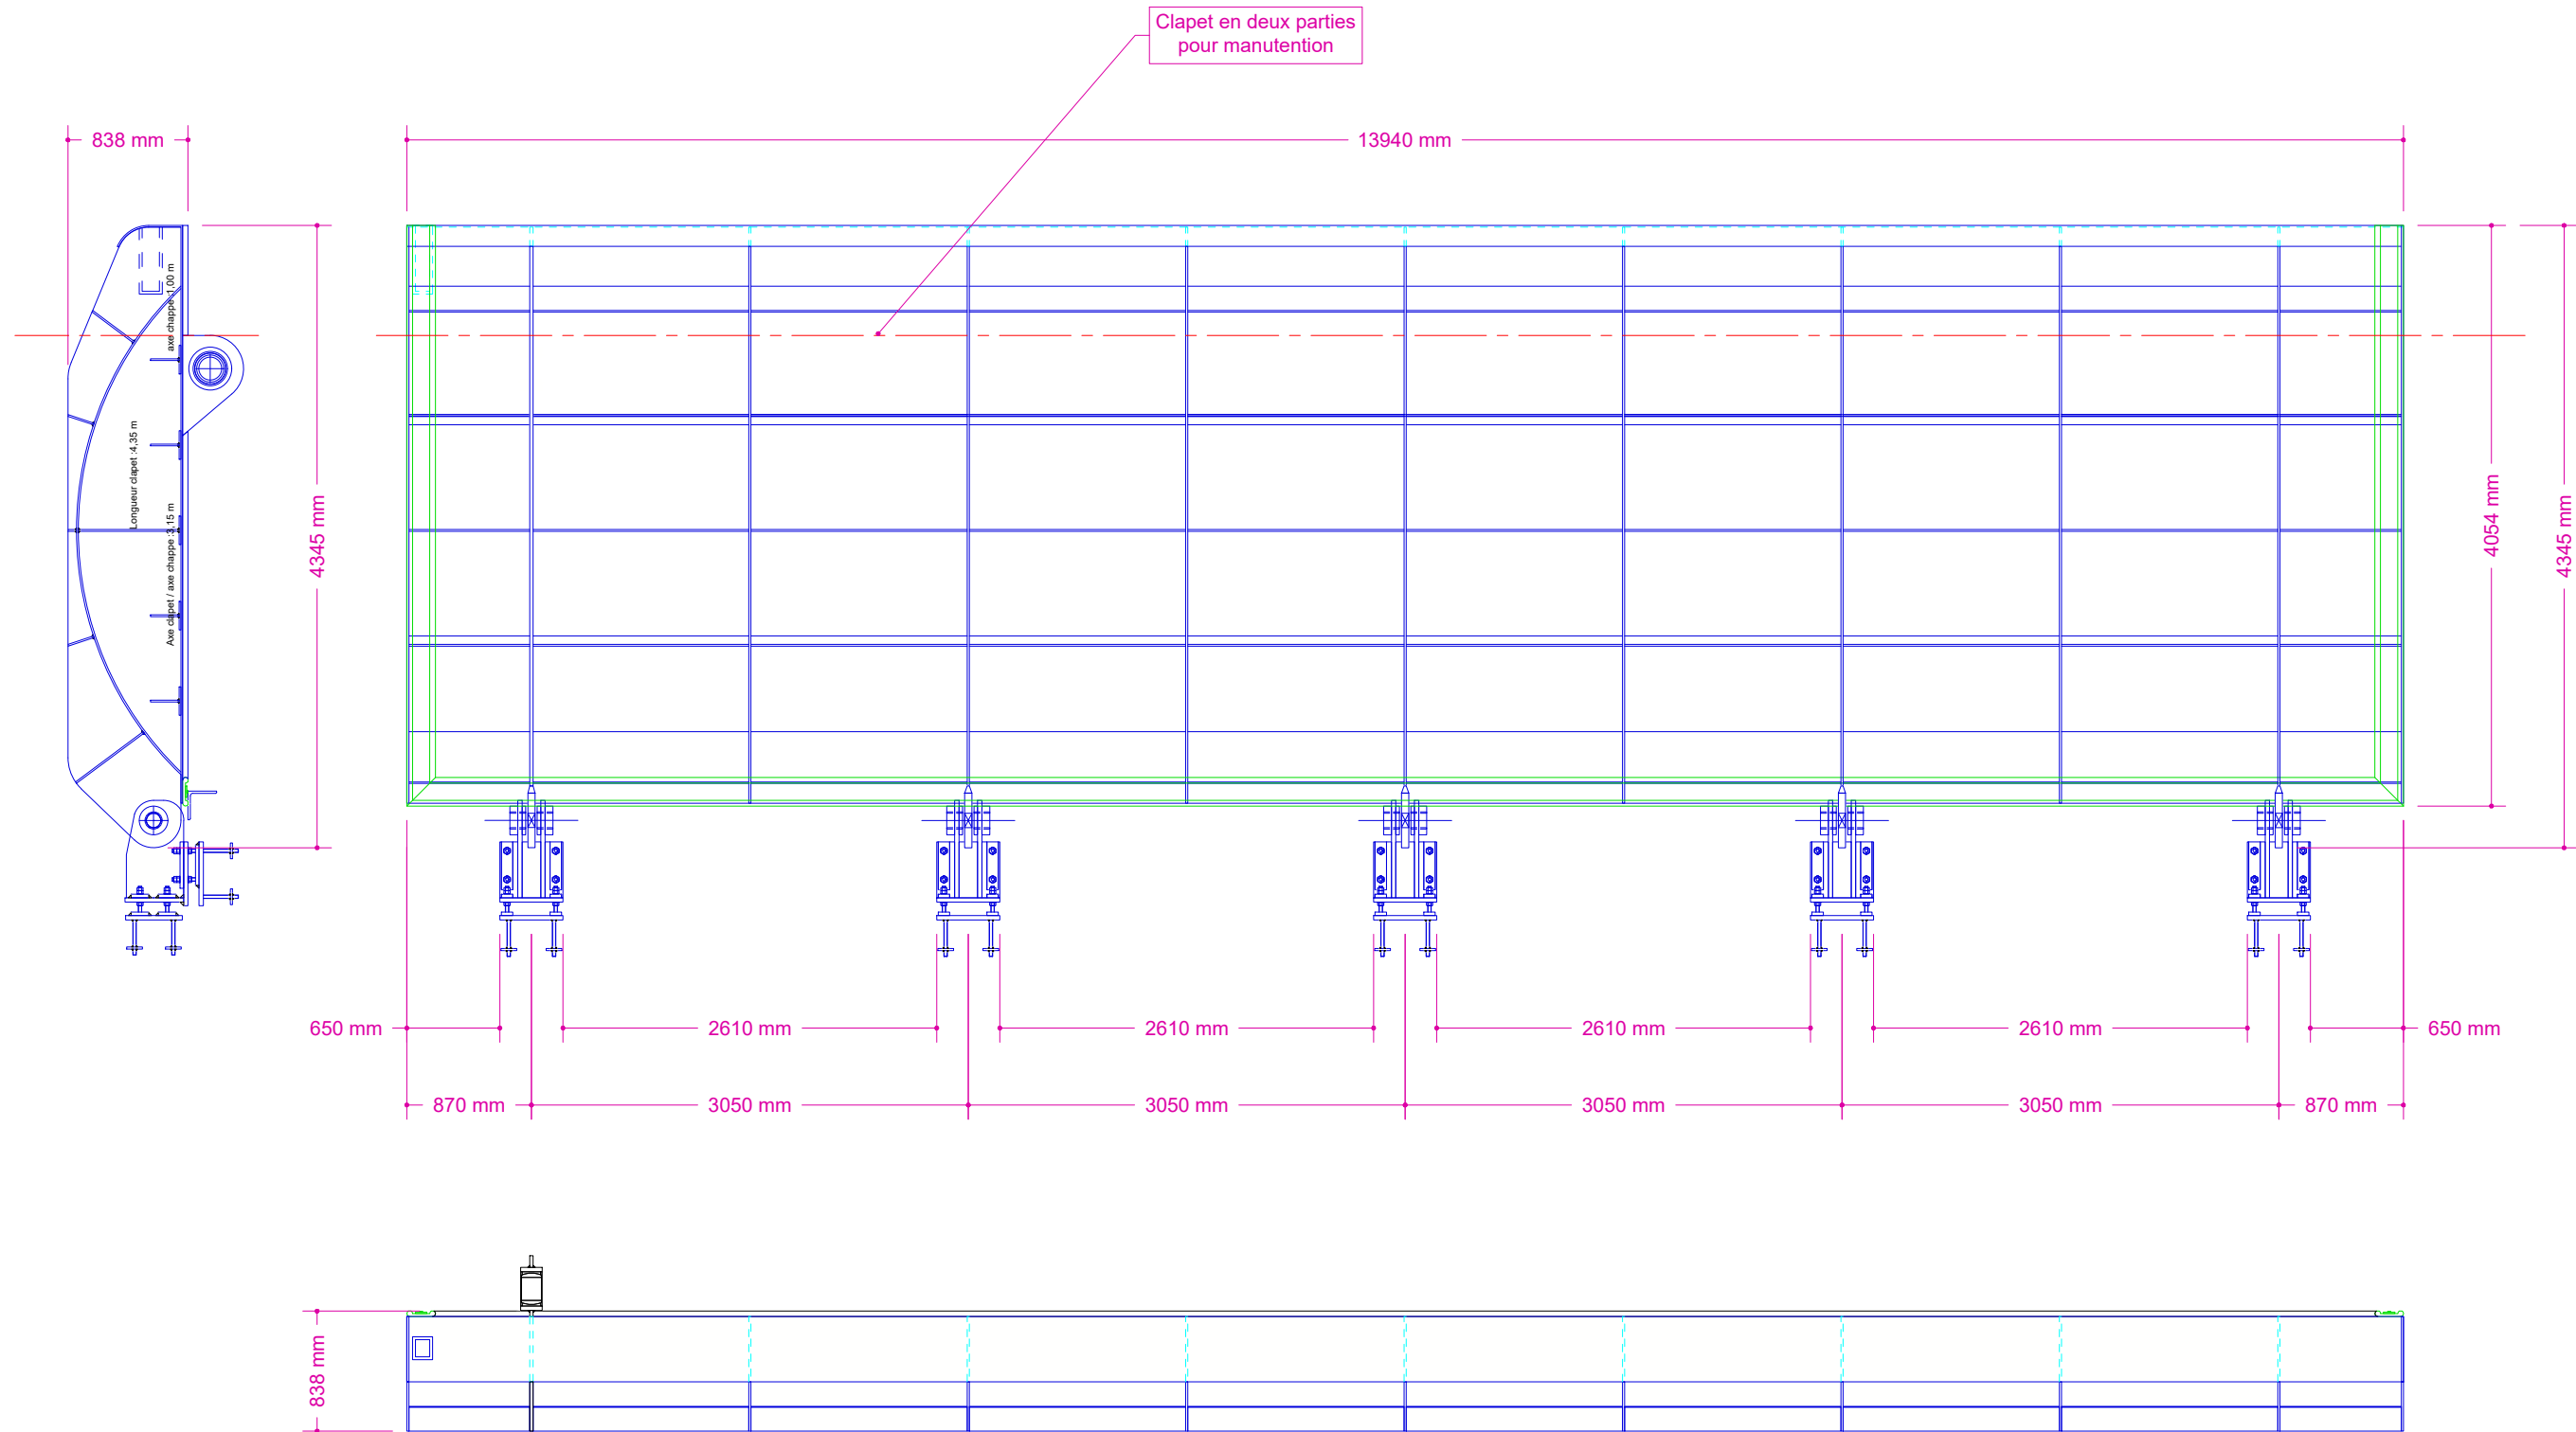 Clapet en deux parties
pour manutention
838 mm
13940 mm
axe chappe :1,00 m
Longueur clapet :4,35 m
Axe clapet / axe chappe :3,15 m
4345 mm
4054 mm
4345 mm
650 mm
2610 mm
2610 mm
2610 mm
2610 mm
650 mm
870 mm
3050 mm
3050 mm
3050 mm
3050 mm
870 mm
838 mm